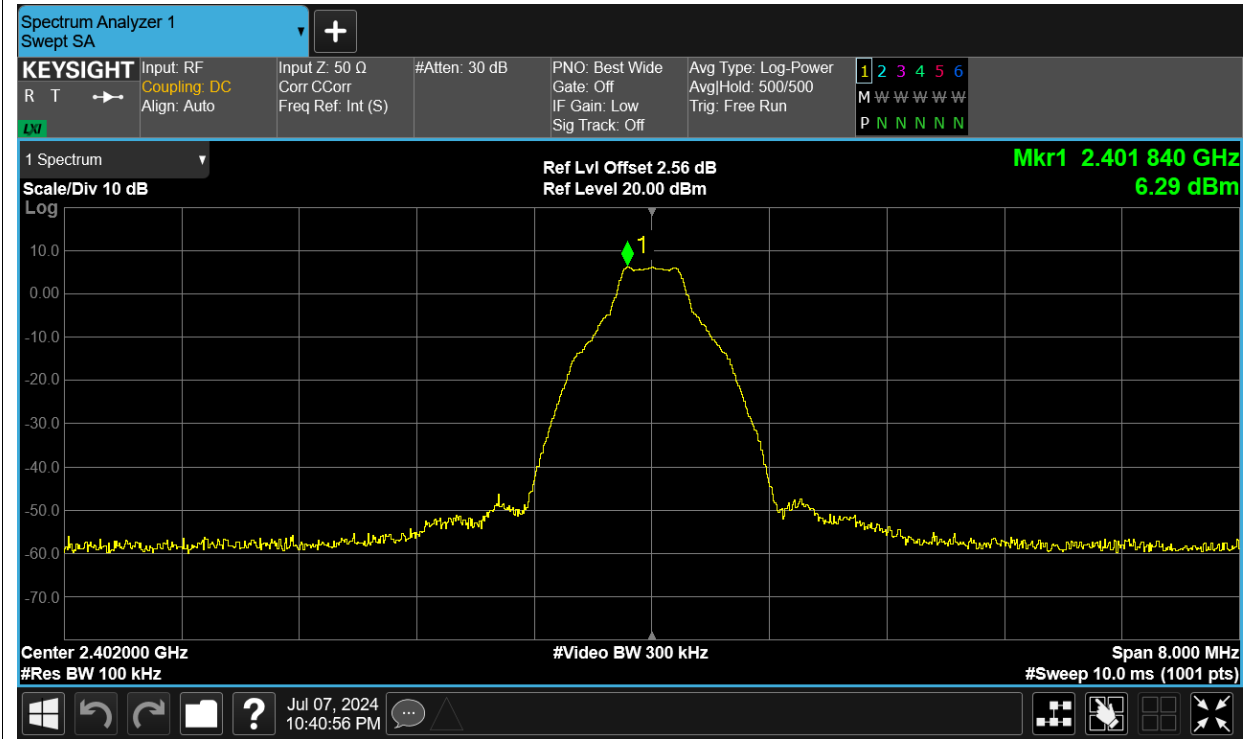 Spectrum Analyzer 1
Swept SA
+
KEYSIGHT
R T
LXI
Input: RF
Coupling: DC
Align: Auto
Input Z: 50 Ω
Corr CCorr
Freq Ref: Int (S)
#Atten: 30 dB
PNO: Best Wide
Gate: Off
IF Gain: Low
Sig Track: Off
Avg Type: Log-Power
Avg|Hold: 500/500
Trig: Free Run
1 2 3 4 5 6
M W W W W W
P N N N N N N
1 Spectrum
Scale/Div 10 dB
Log
Ref Lvl Offset 2.56 dB
Ref Level 20.00 dBm
Mkr1 2.401 840 GHz
6.29 dBm
1
10.0
0.00
-10.0
-20.0
-30.0
-40.0
-50.0
-60.0
-70.0
Center 2.402000 GHz
#Res BW 100 kHz
#Video BW 300 kHz
Span 8.000 MHz
#Sweep 10.0 ms (1001 pts)
?
Jul 07, 2024
10:40:56 PM